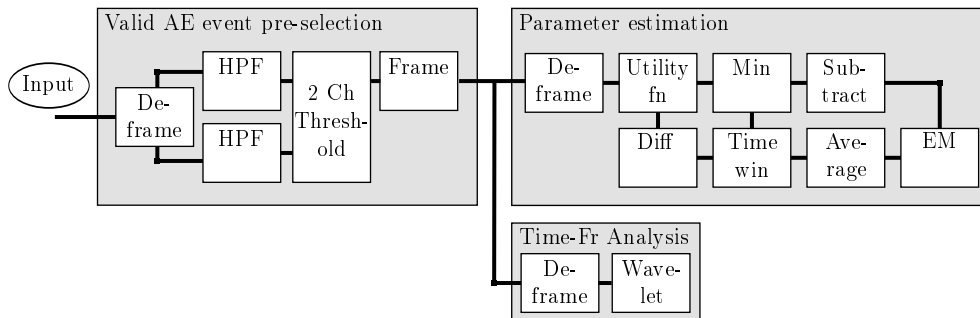 Valid AE event pre-selection
Input
De-
frame
HPF
HPF
2 Ch
Thresh-
old
Frame
Parameter estimation
De-
frame
Utility
fn
Min
Sub-
tract
Diff
Time
win
Ave-
rage
EM
Time-Fr Analysis
De-
frame
Wave-
let